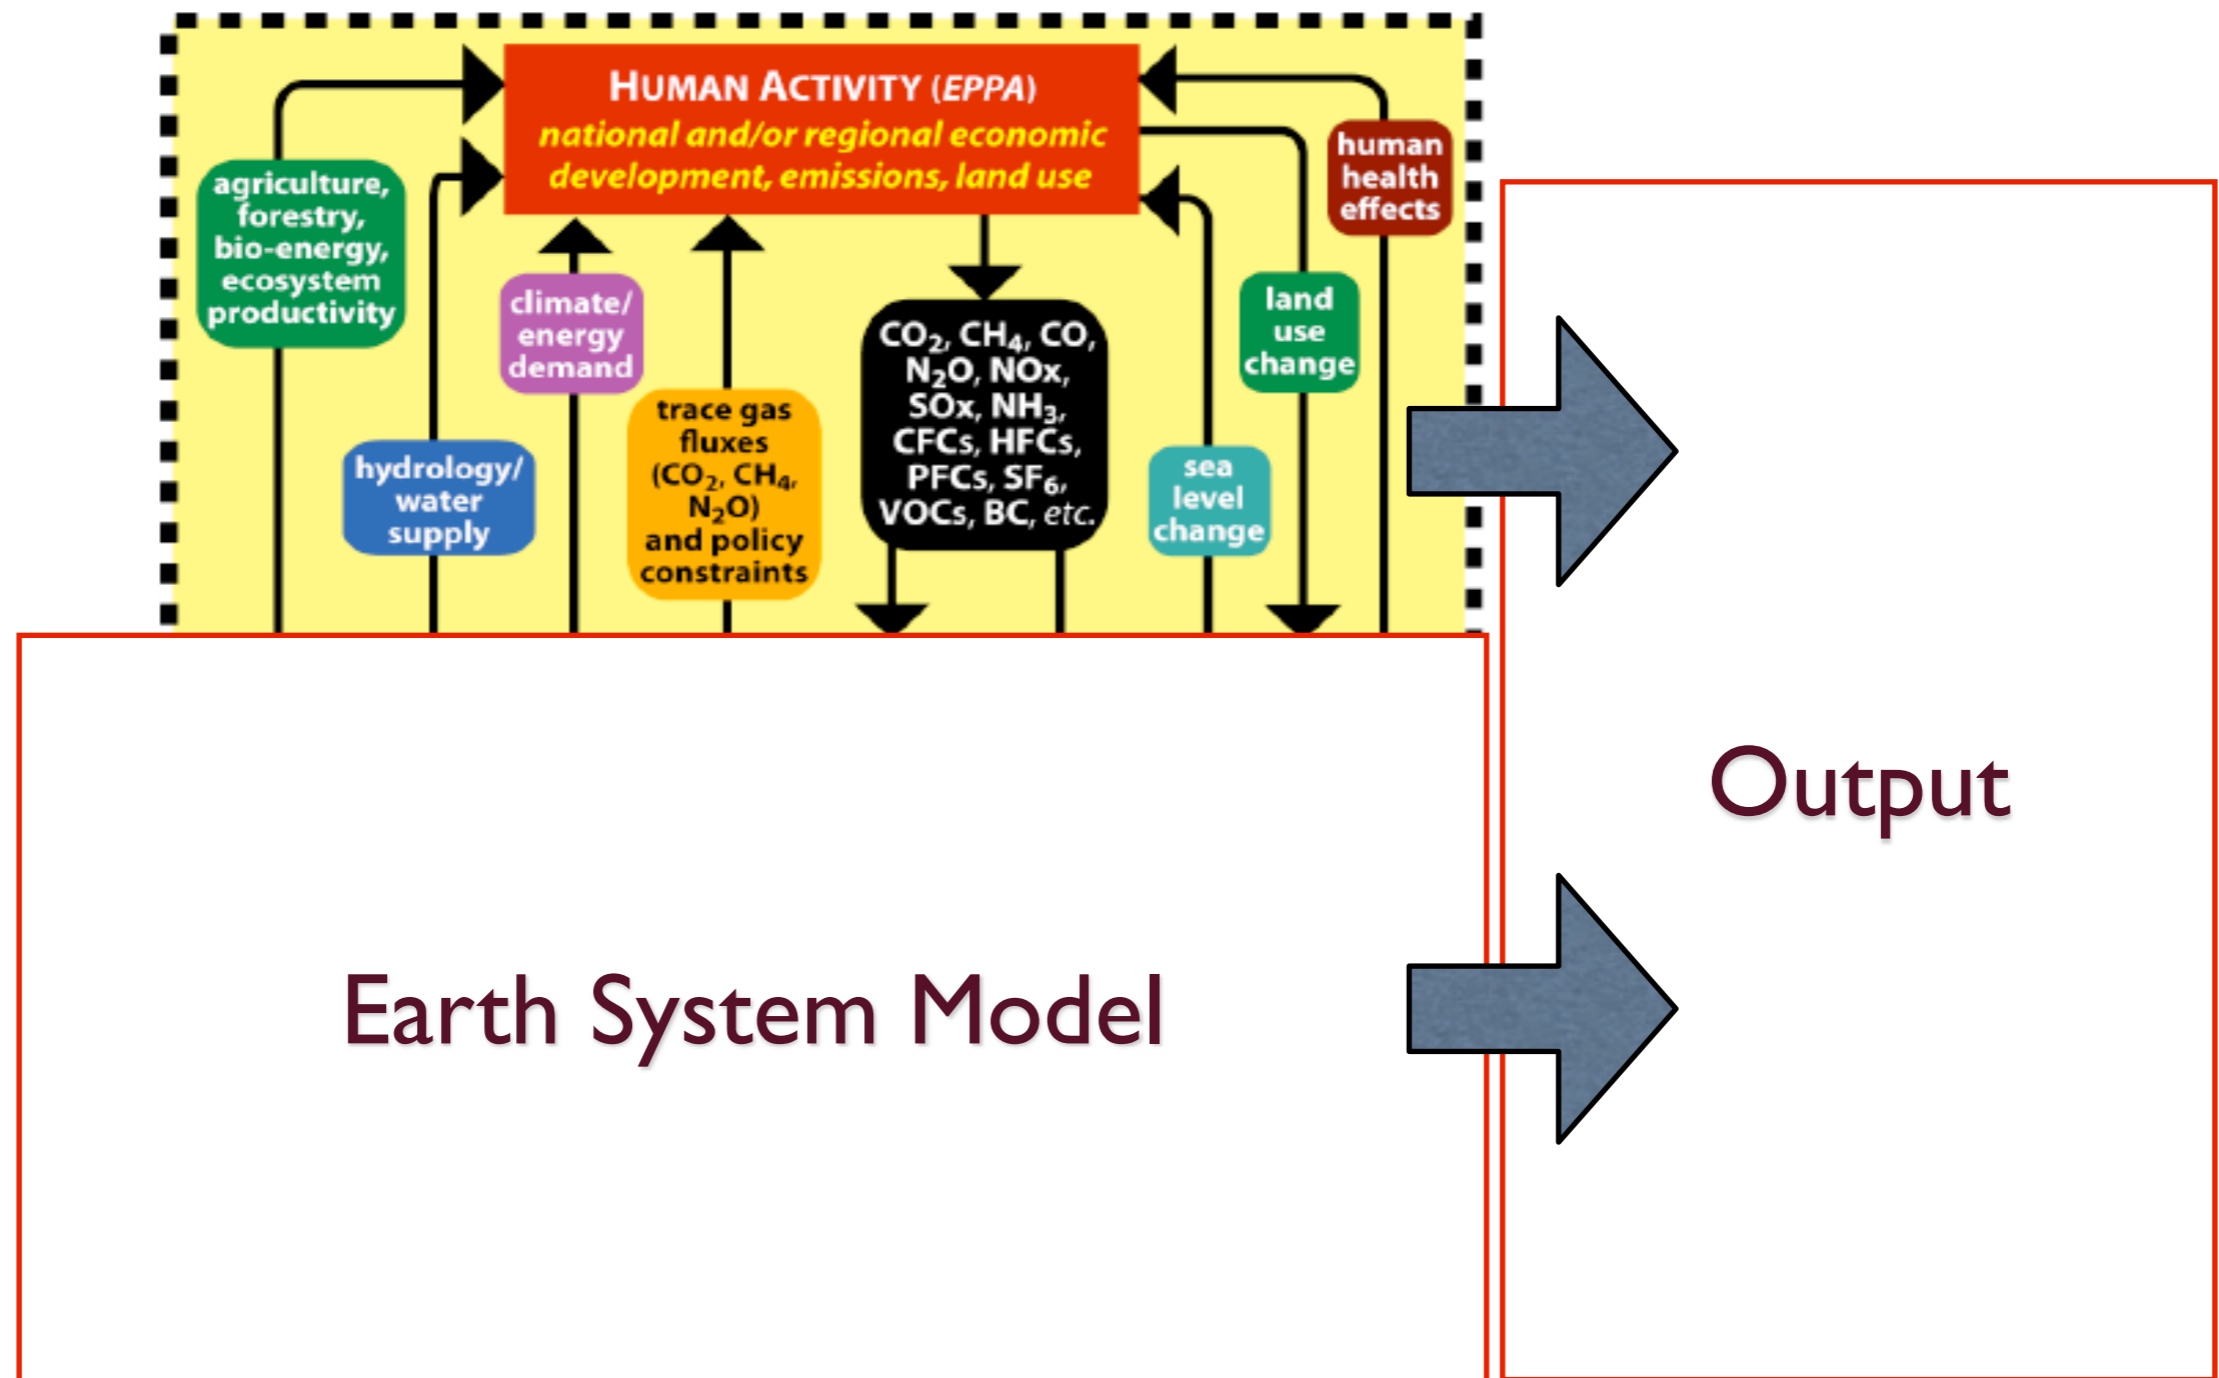 HUMAN ACTIVITY (EPPA)
national and/or regional economic
development, emissions, land use
human
health
effects
agriculture,
forestry,
bio-energy,
ecosystem
productivity
climate/
energy
demand
land
use
change
CO₂, CH₄, CO,
N₂O, NOx,
SOx, NH₃,
CFCs, HFCs,
PFCs, SF₆,
VOCs, BC, etc.
trace gas
fluxes
(CO₂, CH₄,
N₂O)
and policy
constraints
hydrology/
water
supply
sea
level
change
Output
Earth System Model